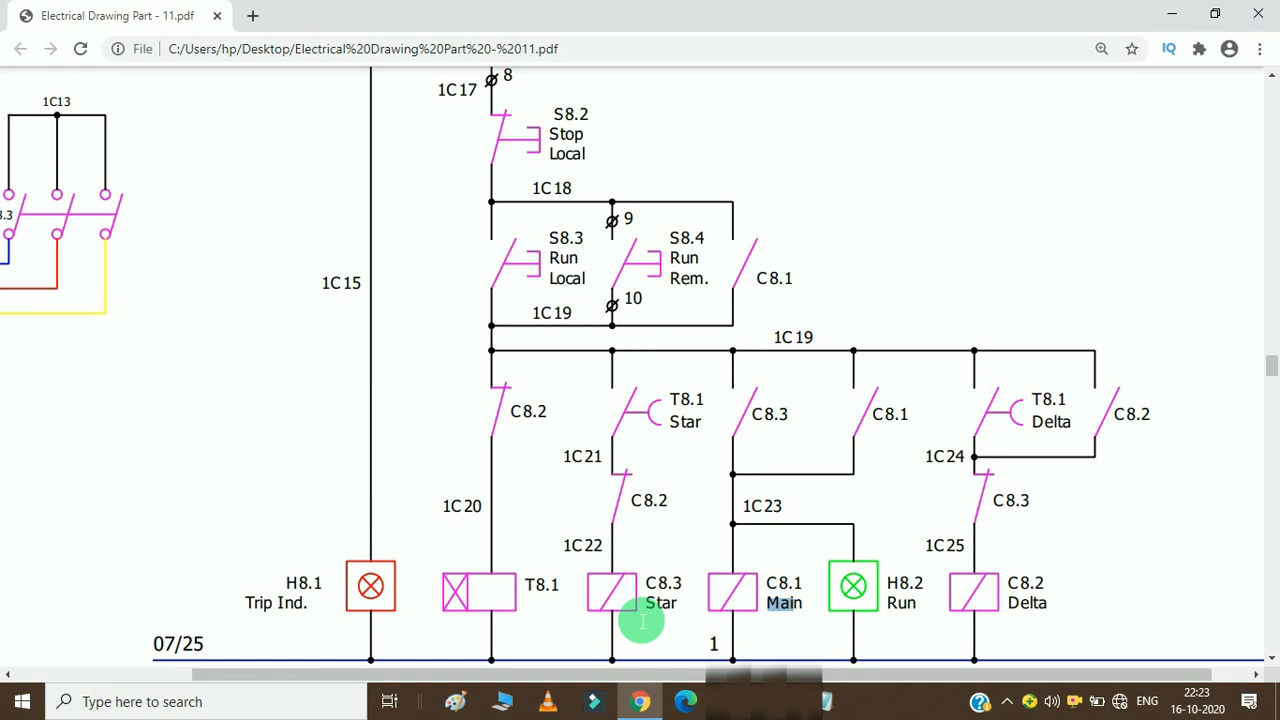 Electrical Drawing Part - 11.pdf
File
C:/Users/hp/Desktop/Electrical%20Drawing%20Part%20-%2011.pdf
IQ
1C13
8
1C17
S8.2
Stop
Local
1C18
9
S8.3
Run
Local
S8.4
Run
Rem.
C8.1
1C15
10
1C19
1C19
C8.2
T8.1
Star
C8.3
C8.1
T8.1
Delta
C8.2
1C21
1C24
C8.2
C8.3
1C20
1C23
1C22
1C25
H8.1
Trip Ind.
T8.1
C8.3
Star
C8.1
Main
H8.2
Run
C8.2
Delta
07/25
1
Type here to search
ENG
22:23
16-10-2020